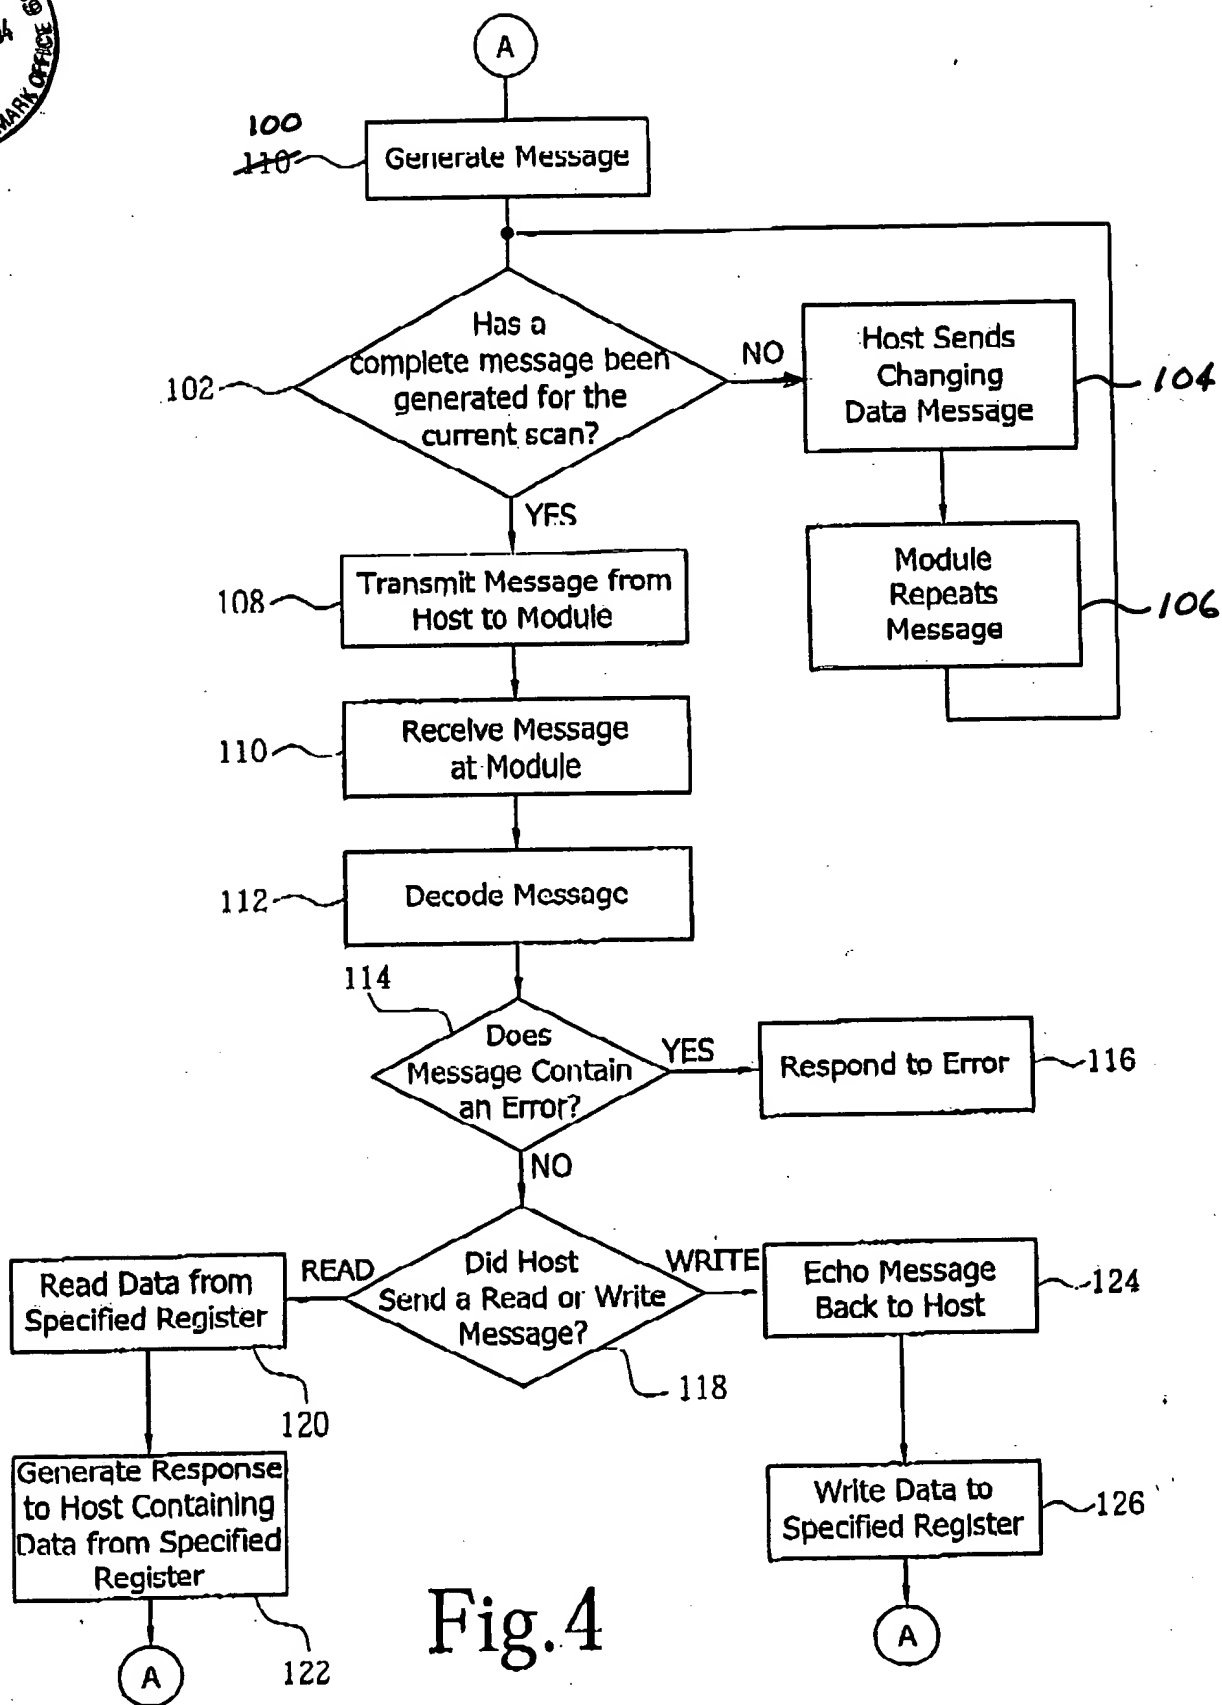 MARK OFFICE
A
100
110
Generate Message
Has a
complete message been
generated for the
current scan?
102
NO
Host Sends
Changing
Data Message
104
YES
Module
Repeats
Message
106
Transmit Message from
Host to Module
108
Receive Message
at Module
110
Decode Message
112
114
Does
Message Contain
an Error?
YES
Respond to Error
116
NO
Did Host
Send a Read or Write
Message?
118
READ
Read Data from
Specified Register
120
WRITE
Echo Message
Back to Host
124
Generate Response
to Host Containing
Data from Specified
Register
122
Write Data to
Specified Register
126
A
A
Fig.4